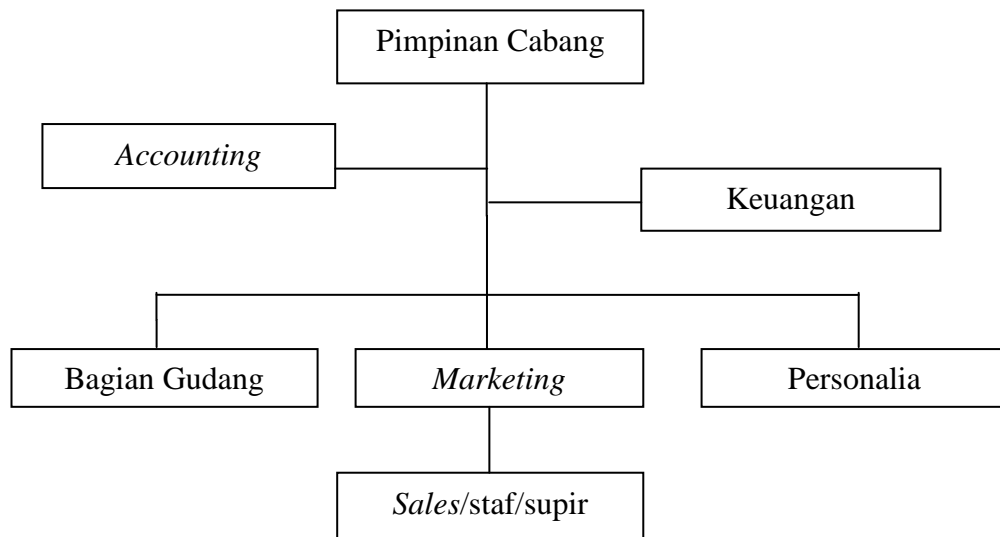 Pimpinan Cabang
Accounting
Keuangan
Bagian Gudang
Marketing
Personalia
Sales/staf/supir